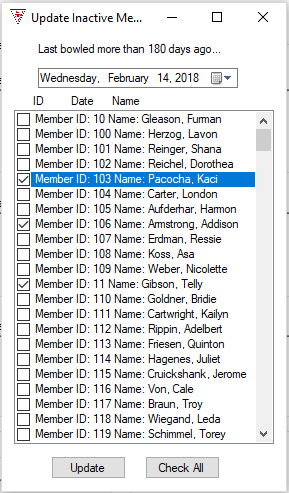 Update Inactive Me...
Last bowled more than 180 days ago...
Wednesday, February 14, 2018
ID Date Name
Member ID: 10 Name: Gleason, Furman
Member ID: 100 Name: Herzog, Lavon
Member ID: 101 Name: Reinger, Shana
Member ID: 102 Name: Reichel, Dorothea
Member ID: 103 Name: Pacocha, Kaci
Member ID: 104 Name: Carter, London
Member ID: 105 Name: Aufderhar, Harmon
Member ID: 106 Name: Armstrong, Addison
Member ID: 107 Name: Erdman, Ressie
Member ID: 108 Name: Koss, Asa
Member ID: 109 Name: Weber, Nicolette
Member ID: 11 Name: Gibson, Telly
Member ID: 110 Name: Goldner, Bridie
Member ID: 111 Name: Cartwright, Kailyn
Member ID: 112 Name: Rippin, Adelbert
Member ID: 113 Name: Friesen, Quinton
Member ID: 114 Name: Hagenes, Juliet
Member ID: 115 Name: Cruickshank, Jerome
Member ID: 116 Name: Von, Cale
Member ID: 117 Name: Braun, Troy
Member ID: 118 Name: Wiegand, Leda
Member ID: 119 Name: Schimmel, Torey
Update Check All